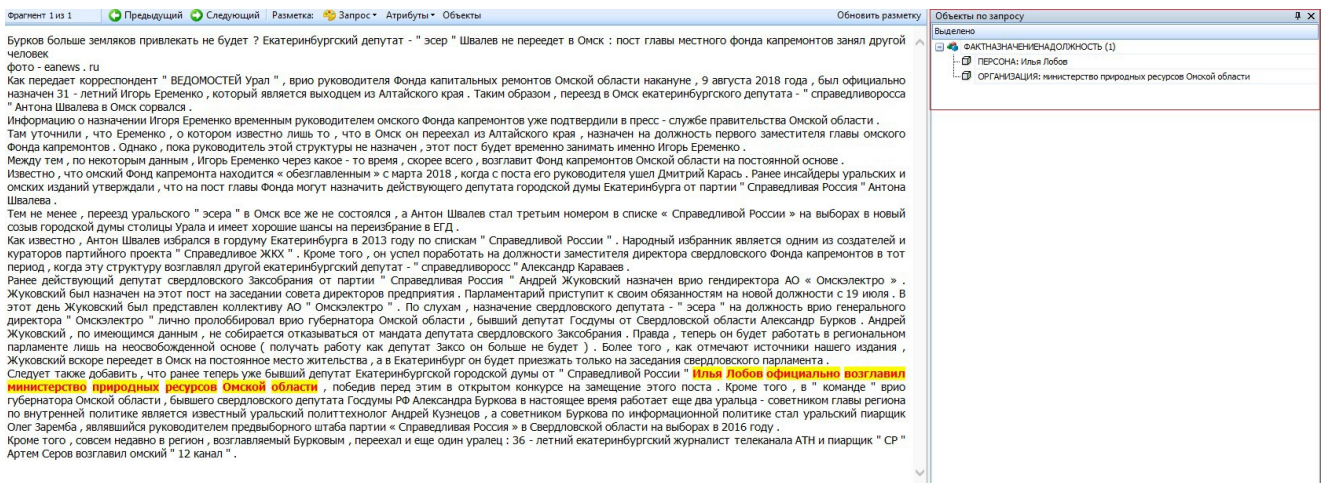 Фрагмент 1 из 1 Предыдущий Следующий Разметка: Запрос Атрибуты Объекты Обновить разметку
Бурков больше земляков привлекать не будет ? Екатеринбургский депутат - " эсер " Швалев не переедет в Омск : пост главы местного фонда капремонтов занял другой
человек
фото - eanews . ru
Как передает корреспондент " ВЕДОМОСТЕЙ Урал " , врио руководителя Фонда капитальных ремонтов Омской области накануне , 9 августа 2018 года , был официально
назначен 31 - летний Игорь Еременко , который является выходцем из Алтайского края . Таким образом , переезд в Омск екатеринбургского депутата - " справедливоросса
" Антона Швалева в Омск сорвался .
Информацию о назначении Игоря Еременко временным руководителем омского Фонда капремонтов уже подтвердили в пресс - службе правительства Омской области .
Там уточнили , что Еременко , о котором известно лишь то , что в Омск он переехал из Алтайского края , назначен на должность первого заместителя главы омского
Фонда капремонтов . Однако , пока руководитель этой структуры не назначен , этот пост будет временно занимать именно Игорь Еременко .
Между тем , по некоторым данным , Игорь Еременко через какое - то время , скорее всего , возглавит Фонд капремонтов Омской области на постоянной основе .
Известно , что омский Фонд капремонта находится « обезглавленным » с марта 2018 , когда с поста его руководителя ушел Дмитрий Карась . Ранее инсайдеры уральских и
омских изданий утверждали , что на пост главы Фонда могут назначить действующего депутата городской думы Екатеринбурга от партии " Справедливая Россия " Антона
Швалева .
Тем не менее , переезд уральского " эсера " в Омск все же не состоялся , а Антон Швалев стал третьим номером в списке « Справедливой России » на выборах в новый
созыв городской думы столицы Урала и имеет хорошие шансы на переизбрание в ЕГД .
Как известно , Антон Швалев избрался в гордуму Екатеринбурга в 2013 году по спискам " Справедливой России " . Народный избранник является одним из создателей и
кураторов партийного проекта " Справедливое ЖКХ " . Кроме того , он успел поработать на должности заместителя директора свердловского Фонда капремонтов в тот
период , когда эту структуру возглавлял другой екатеринбургский депутат - " справедливоросс " Александр Караваев .
Ранее действующий депутат свердловского Заксобрания от партии " Справедливая Россия " Андрей Жуковский назначен врио гендиректора АО « Омскэлектро » .
Жуковский был назначен на этот пост на заседании совета директоров предприятия . Парламентарий приступит к своим обязанностям на новой должности с 19 июля . В
этот день Жуковский был представлен коллективу АО " Омскэлектро " . По слухам , назначение свердловского депутата - " эсера " на должность врио генерального
директора " Омскэлектро " лично пролоббировал врио губернатора Омской области , бывший депутат Госдумы от Свердловской области Александр Бурков . Андрей
Жуковский , по имеющимся данным , не собирается отказываться от мандата депутата свердловского Заксобрания . Правда , теперь он будет работать в региональном
парламенте лишь на неосвобожденной основе ( получать работу как депутат Заксо он больше не будет ) . Более того , как отмечают источники нашего издания ,
Жуковский вскоре переедет в Омск на постоянное место жительства , а в Екатеринбург он будет приезжать только на заседания свердловского парламента .
Следует также добавить , что ранее теперь уже бывший депутат Екатеринбургской городской думы от " Справедливой России " Илья Лобов официально возглавил
министерство природных ресурсов Омской области , победив перед этим в открытом конкурсе на замещение этого поста . Кроме того , в " команде " врио
губернатора Омской области , бывшего свердловского депутата Госдумы РФ Александра Буркова в настоящее время работает еще два уральца - советником главы региона
по внутренней политике является известный уральский политтехнолог Андрей Кузнецов , а советником Буркова по информационной политике стал уральский пиарщик
Олег Заремба , являвшийся руководителем предвыборного штаба партии « Справедливая Россия » в Свердловской области на выборах в 2016 году .
Кроме того , совсем недавно в регион , возглавляемый Бурковым , переехал и еще один уралец : 36 - летний екатеринбургский журналист телеканала АТН и пиарщик " СР "
Артем Серов возглавил омский " 12 канал " .
Объекты по запросу
Выделено
ФАКТНАЗНАЧЕНИЕНАДОЛЖНОСТЬ (1)
ПЕРСОНА: Илья Лобов
ОРГАНИЗАЦИЯ: министерство природных ресурсов Омской области